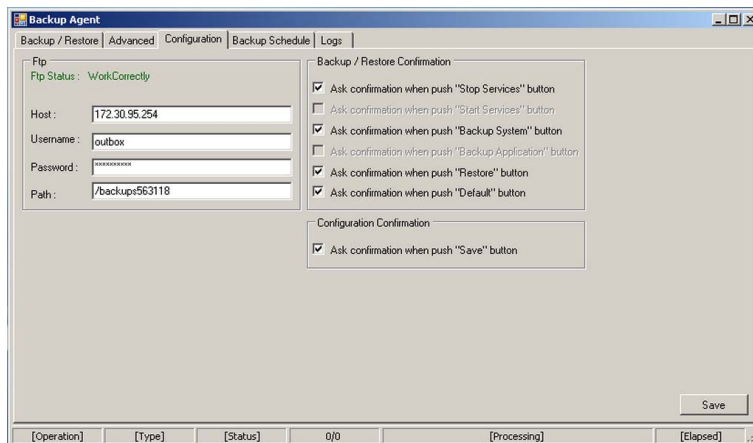 Backup Agent
Backup / Restore Advanced Configuration Backup Schedule Logs
Ftp
Ftp Status : WorkCorrectly
Host : 172.30.95.254
Username : outbox
Password : **********
Path : /backups563118
Backup / Restore Confirmation
Ask confirmation when push "Stop Services" button
Ask confirmation when push "Start Services" button
Ask confirmation when push "Backup System" button
Ask confirmation when push "Backup Application" button
Ask confirmation when push "Restore" button
Ask confirmation when push "Default" button
Configuration Confirmation
Ask confirmation when push "Save" button
Save
[Operation] [Type] [Status] 0/0 [Processing] [Elapsed]